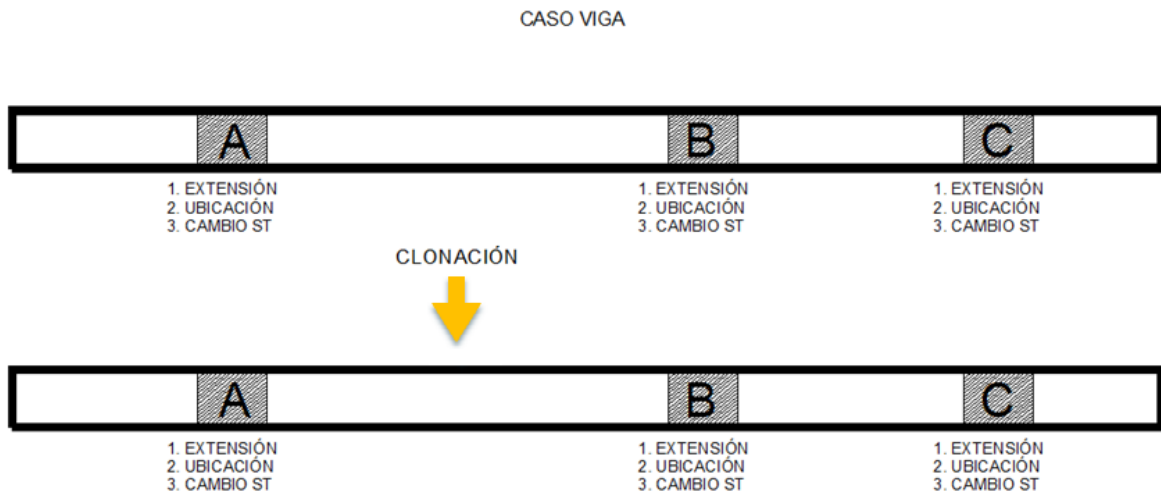 CASO VIGA
A B C
1. EXTENSIÓN 1. EXTENSIÓN 1. EXTENSIÓN
2. UBICACIÓN 2. UBICACIÓN 2. UBICACIÓN
3. CAMBIO ST 3. CAMBIO ST 3. CAMBIO ST
CLONACIÓN
A B C
1. EXTENSIÓN 1. EXTENSIÓN 1. EXTENSIÓN
2. UBICACIÓN 2. UBICACIÓN 2. UBICACIÓN
3. CAMBIO ST 3. CAMBIO ST 3. CAMBIO ST